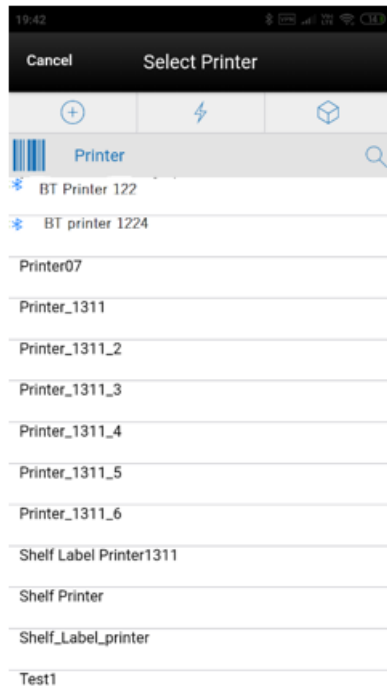 19:42
Cancel Select Printer
Printer
BT Printer 122
BT printer 1224
Printer07
Printer_1311
Printer_1311_2
Printer_1311_3
Printer_1311_4
Printer_1311_5
Printer_1311_6
Shelf Label Printer1311
Shelf Printer
Shelf_Label_printer
Test1